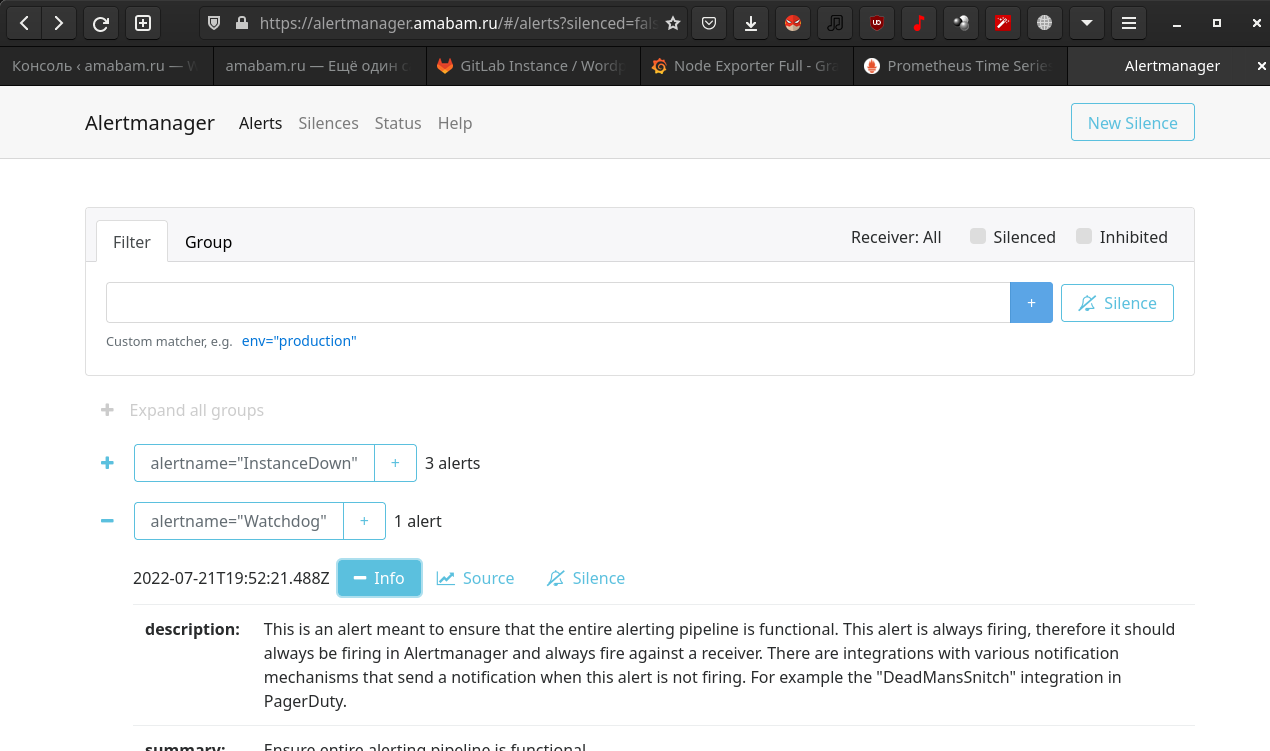 https://alertmanager.amabam.ru/#/alerts?silenced=fals
Консоль ‹ amabam.ru — W
amabam.ru — Ещё один с
GitLab Instance / Wordp
Node Exporter Full - Gra
Prometheus Time Series
Alertmanager
Alertmanager Alerts Silences Status Help New Silence
Filter Group Receiver: All Silenced Inhibited
+ Silence
Custom matcher, e.g. env="production"
+ Expand all groups
+ alertname="InstanceDown" + 3 alerts
− alertname="Watchdog" + 1 alert
2022-07-21T19:52:21.488Z − Info Source Silence
description: This is an alert meant to ensure that the entire alerting pipeline is functional. This alert is always firing, therefore it should
always be firing in Alertmanager and always fire against a receiver. There are integrations with various notification
mechanisms that send a notification when this alert is not firing. For example the "DeadMansSnitch" integration in
PagerDuty.
summary: Ensure entire alerting pipeline is functional